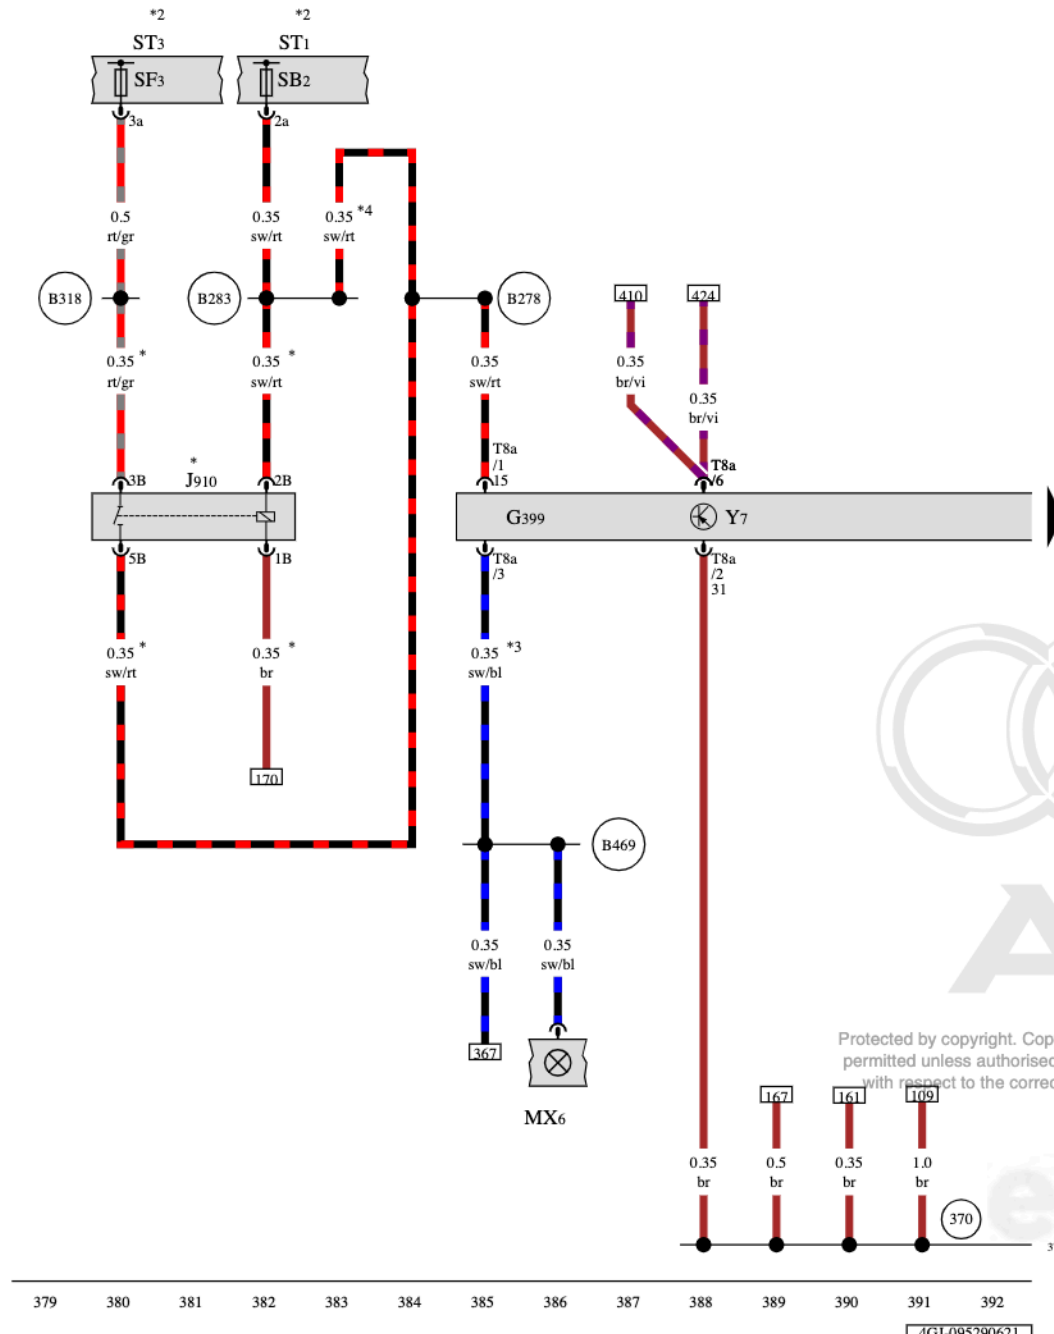 *2 *2
ST3 ST1
SF3 SB2
3a 2a
0.5 0.35 0.35 *4
rt/gr sw/rt sw/rt
B318 B283 B278 410 424
0.35 * 0.35 * 0.35 0.35
rt/gr sw/rt sw/rt br/vi
0.35
br/vi
T8a T8a
/1 /6
*
3B J910 2B 15
G399 Y7
5B 1B T8a T8a
/3 /2
31
0.35 * 0.35 * 0.35 *3
sw/rt br sw/bl
170
B469
0.35 0.35
sw/bl sw/bl
367
A
Protected by copyright. Cop
permitted unless authorised
with respect to the correc
167 161 109
MX6
0.35 0.5 0.35 1.0
br br br br
370
e
379 380 381 382 383 384 385 386 387 388 389 390 391 392
4GL-095290621